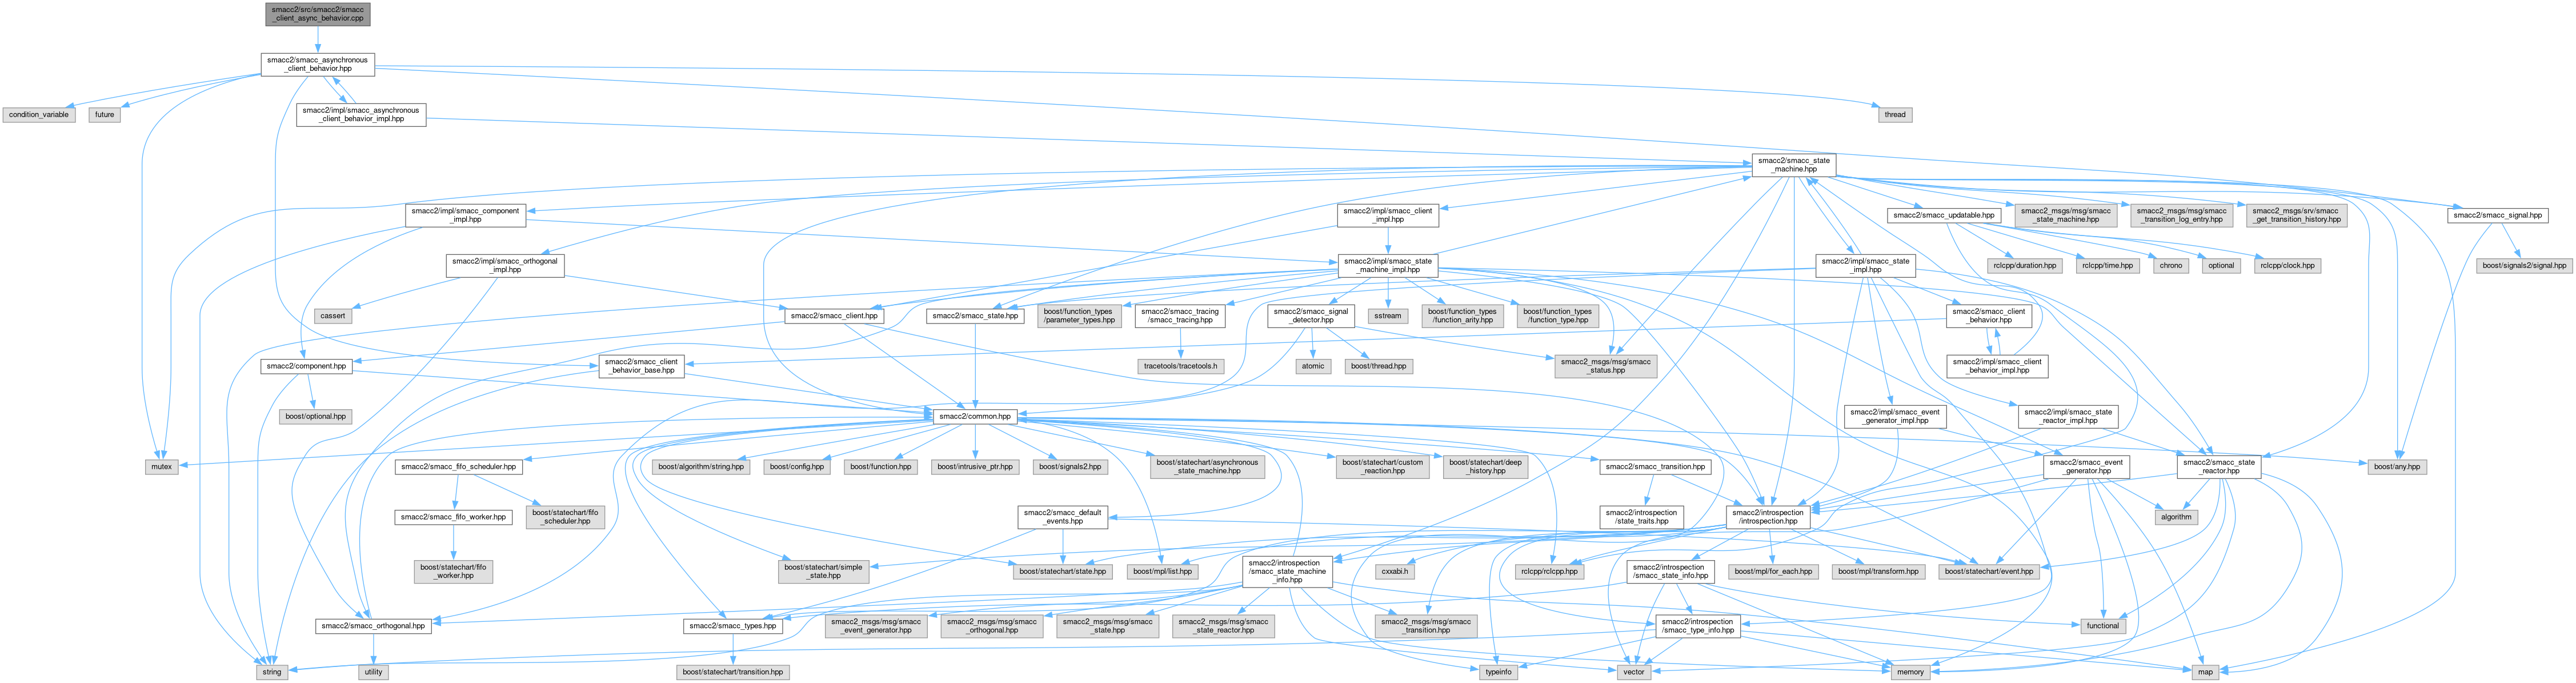 smacc2/src/smacc2/smacc
_client_async_behavior.cpp
smacc2/smacc_asynchronous
_client_behavior.hpp
condition_variable
future
smacc2/impl/smacc_asynchronous
_client_behavior_impl.hpp
thread
smacc2/smacc_state
_machine.hpp
smacc2/impl/smacc_component
_impl.hpp
smacc2/impl/smacc_client
_impl.hpp
smacc2/smacc_updatable.hpp
smacc2_msgs/msg/smacc
_state_machine.hpp
smacc2_msgs/msg/smacc
_transition_log_entry.hpp
smacc2_msgs/srv/smacc
_get_transition_history.hpp
smacc2/smacc_signal.hpp
smacc2/impl/smacc_orthogonal
_impl.hpp
smacc2/impl/smacc_state
_machine_impl.hpp
smacc2/impl/smacc_state
_impl.hpp
rclcpp/duration.hpp
rclcpp/time.hpp
chrono
optional
rclcpp/clock.hpp
boost/signals2/signal.hpp
cassert
smacc2/smacc_client.hpp
smacc2/smacc_state.hpp
boost/function_types
/parameter_types.hpp
smacc2/smacc_tracing
/smacc_tracing.hpp
smacc2/smacc_signal
_detector.hpp
sstream
boost/function_types
/function_arity.hpp
boost/function_types
/function_type.hpp
smacc2/smacc_client
_behavior.hpp
smacc2/component.hpp
smacc2/smacc_client
_behavior_base.hpp
tracetools/tracetools.h
atomic
boost/thread.hpp
smacc2_msgs/msg/smacc
_status.hpp
smacc2/impl/smacc_client
_behavior_impl.hpp
boost/optional.hpp
smacc2/common.hpp
smacc2/impl/smacc_event
_generator_impl.hpp
smacc2/impl/smacc_state
_reactor_impl.hpp
mutex
smacc2/smacc_fifo_scheduler.hpp
boost/algorithm/string.hpp
boost/config.hpp
boost/function.hpp
boost/intrusive_ptr.hpp
boost/signals2.hpp
boost/statechart/asynchronous
_state_machine.hpp
boost/statechart/custom
_reaction.hpp
boost/statechart/deep
_history.hpp
smacc2/smacc_transition.hpp
smacc2/smacc_event
_generator.hpp
smacc2/smacc_state
_reactor.hpp
boost/any.hpp
smacc2/smacc_fifo_worker.hpp
boost/statechart/fifo
_scheduler.hpp
smacc2/smacc_default
_events.hpp
smacc2/introspection
/state_traits.hpp
smacc2/introspection
/introspection.hpp
algorithm
boost/statechart/fifo
_worker.hpp
boost/statechart/simple
_state.hpp
boost/statechart/state.hpp
boost/mpl/list.hpp
smacc2/introspection
/smacc_state_machine
_info.hpp
cxxabi.h
rclcpp/rclcpp.hpp
smacc2/introspection
/smacc_state_info.hpp
boost/mpl/for_each.hpp
boost/mpl/transform.hpp
boost/statechart/event.hpp
smacc2/smacc_orthogonal.hpp
smacc2/smacc_types.hpp
smacc2_msgs/msg/smacc
_event_generator.hpp
smacc2_msgs/msg/smacc
_orthogonal.hpp
smacc2_msgs/msg/smacc
_state.hpp
smacc2_msgs/msg/smacc
_state_reactor.hpp
smacc2_msgs/msg/smacc
_transition.hpp
smacc2/introspection
/smacc_type_info.hpp
functional
string
utility
boost/statechart/transition.hpp
typeinfo
vector
memory
map